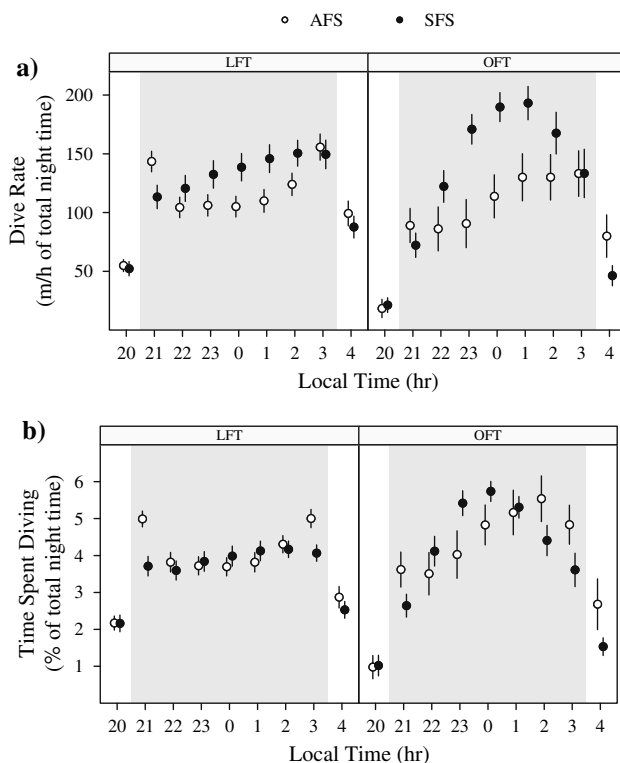 AFS SFS
a)
LFT OFT
200
150
100
50
Dive Rate
(m/h of total night time)
20 21 22 23 0 1 2 3 4 20 21 22 23 0 1 2 3 4
Local Time (hr)
b)
LFT OFT
6
5
4
3
2
1
Time Spent Diving
(% of total night time)
20 21 22 23 0 1 2 3 4 20 21 22 23 0 1 2 3 4
Local Time (hr)